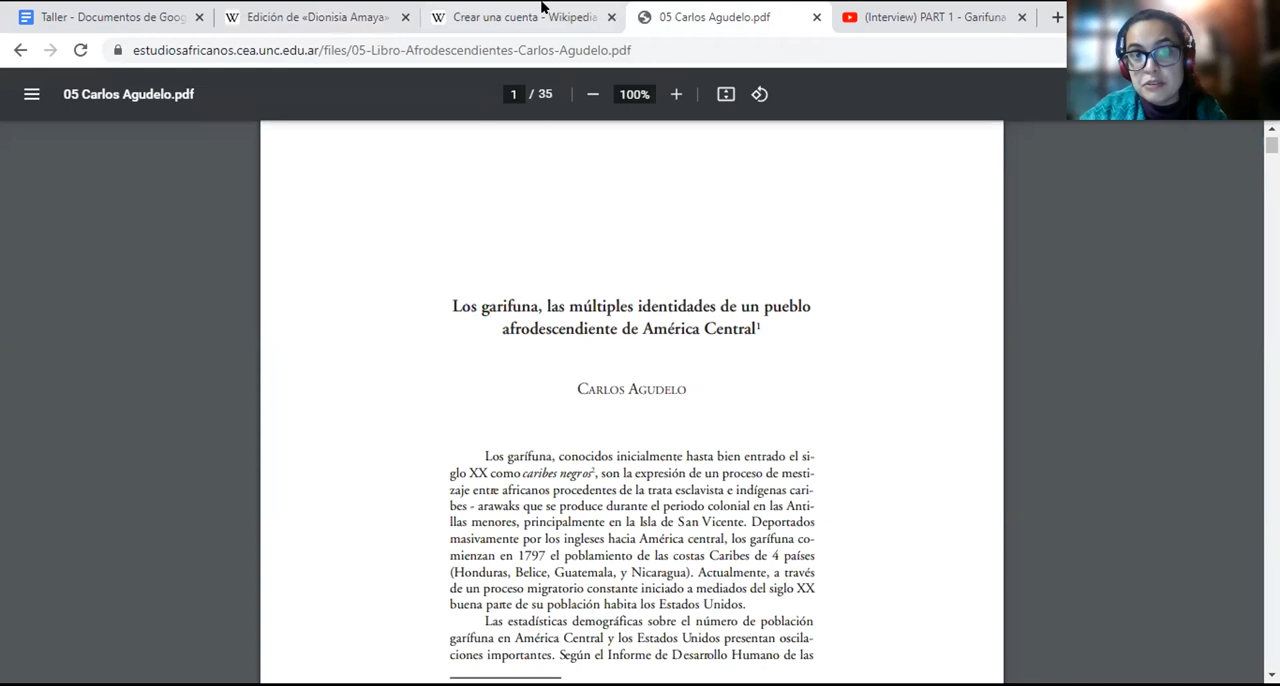 Taller - Documentos de Goog
Edición de «Dionisia Amaya»
Crear una cuenta - Wikipedia
05 Carlos Agudelo.pdf
(Interview) PART 1 - Garifuna
estudiosafricanos.cea.unc.edu.ar/files/05-Libro-Afrodescendientes-Carlos-Agudelo.pdf
05 Carlos Agudelo.pdf
1 / 35
100%
Los garifuna, las múltiples identidades de un pueblo
afrodescendiente de América Central¹
CARLOS AGUDELO
Los garífuna, conocidos inicialmente hasta bien entrado el si-
glo XX como caribes negros², son la expresión de un proceso de mesti-
zaje entre africanos procedentes de la trata esclavista e indígenas cari-
bes - arawaks que se produce durante el periodo colonial en las Anti-
llas menores, principalmente en la Isla de San Vicente. Deportados
masivamente por los ingleses hacia América central, los garífuna co-
mienzan en 1797 el poblamiento de las costas Caribes de 4 países
(Honduras, Belice, Guatemala, y Nicaragua). Actualmente, a través
de un proceso migratorio constante iniciado a mediados del siglo XX
buena parte de su población habita los Estados Unidos.
Las estadísticas demográficas sobre el número de población
garífuna en América Central y los Estados Unidos presentan oscila-
ciones importantes. Según el Informe de Desarrollo Humano de las